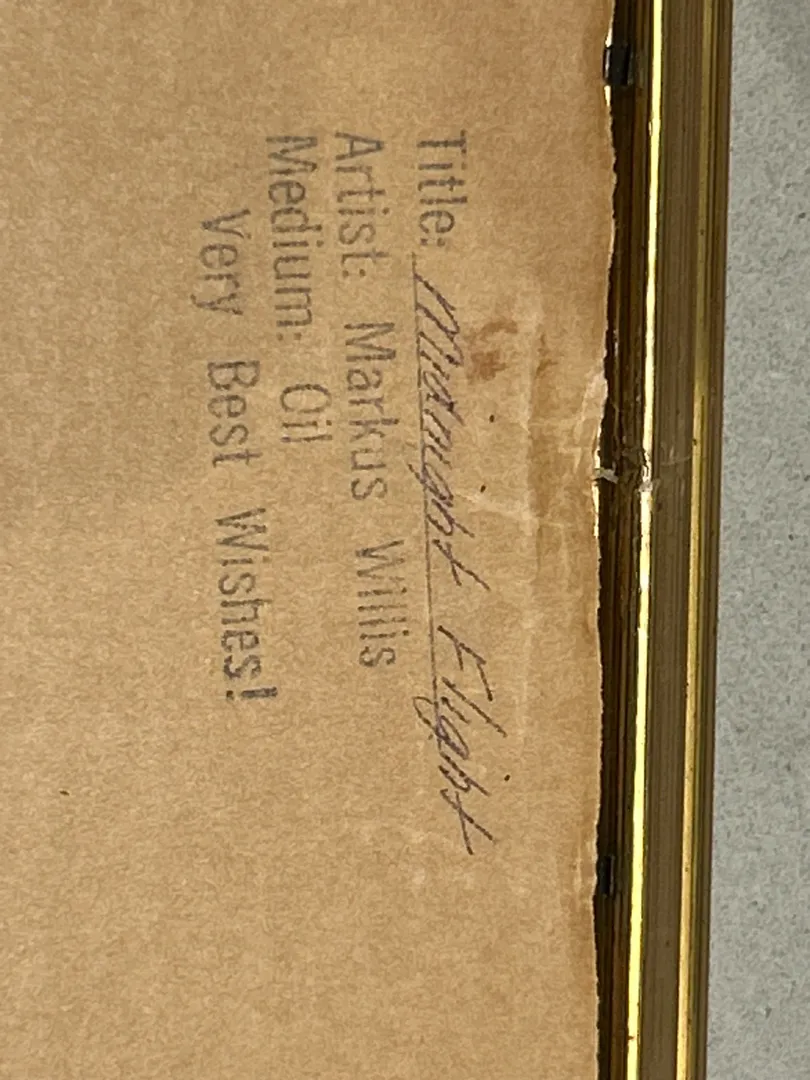 Title: Midnight Flight
Artist: Markus Willis
Medium: Oil
Very Best Wishes!